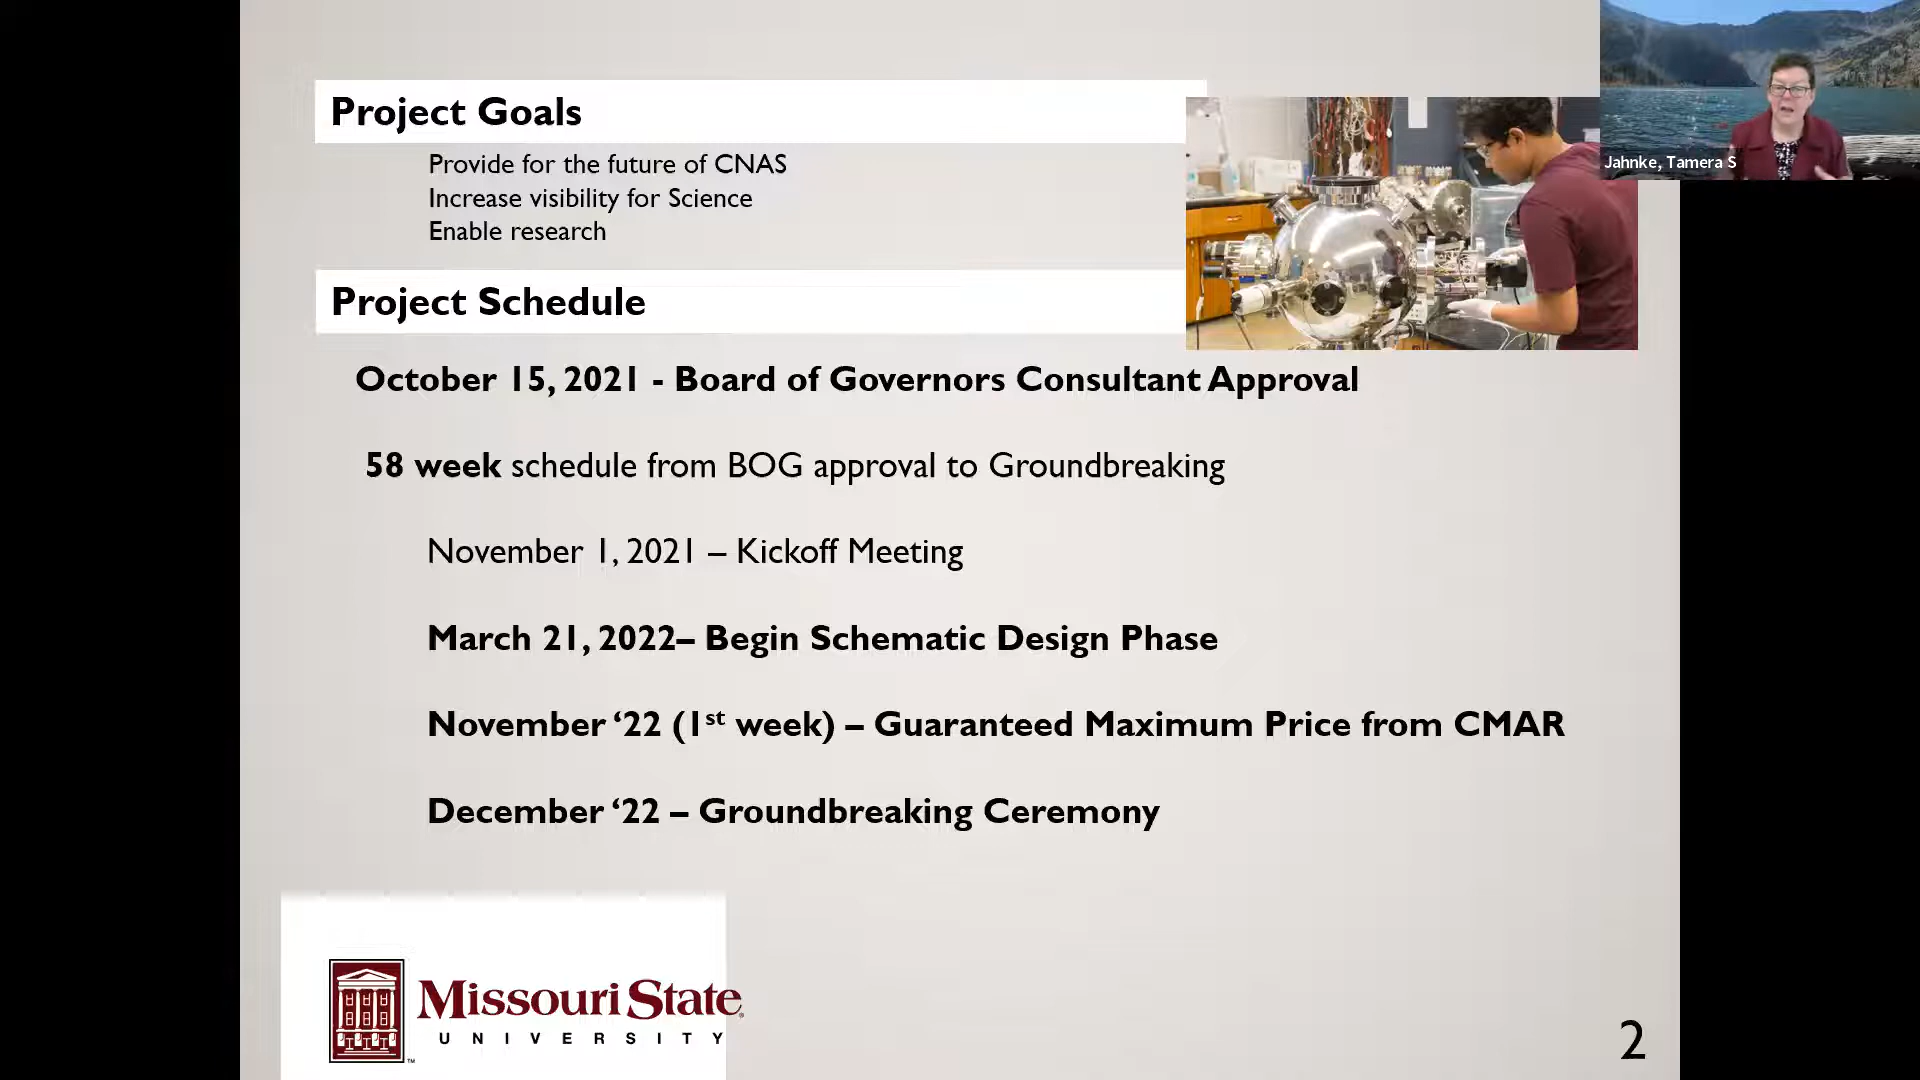 Project Goals
Jahnke, Tamera S
Provide for the future of CNAS
Increase visibility for Science
Enable research
Project Schedule
October 15, 2021 - Board of Governors Consultant Approval
58 week schedule from BOG approval to Groundbreaking
November 1, 2021 – Kickoff Meeting
March 21, 2022– Begin Schematic Design Phase
November ‘22 (1st week) – Guaranteed Maximum Price from CMAR
December ‘22 – Groundbreaking Ceremony
Missouri State
UNIVERSITY
TM
2